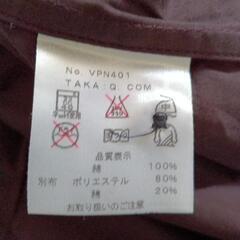 No. VPN401
TAKA:Q.COM
品質表示
綿 100%
別布 ポリエステル 80%
綿 20%
お取り扱いのご注意